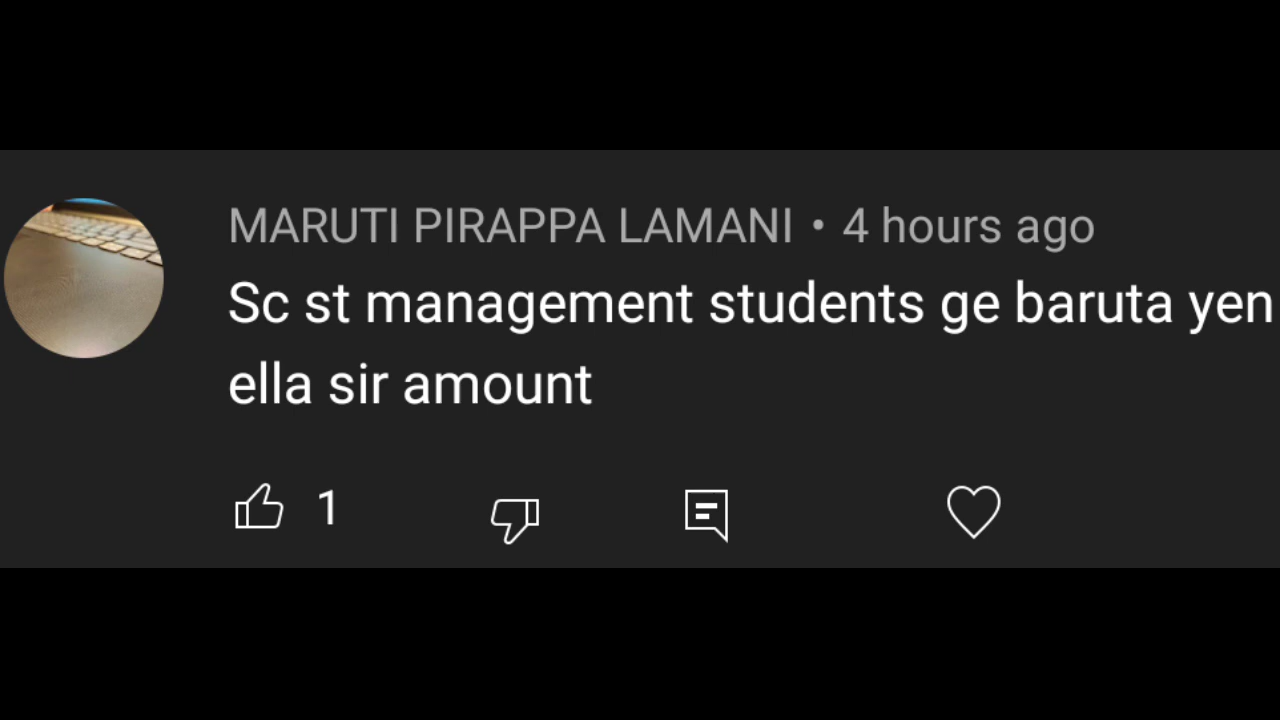 MARUTI PIRAPPA LAMANI • 4 hours ago
Sc st management students ge baruta yen
ella sir amount
1